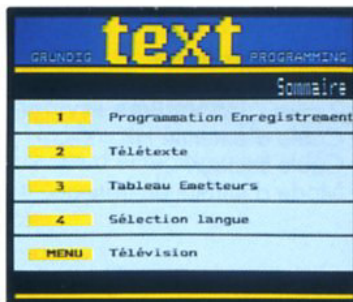 GRUNDIG text PROGRAMMING
Sommaire
1 Programmation Enregistrement
2 Télétexte
3 Tableau Emetteurs
4 Sélection langue
MENU Télévision